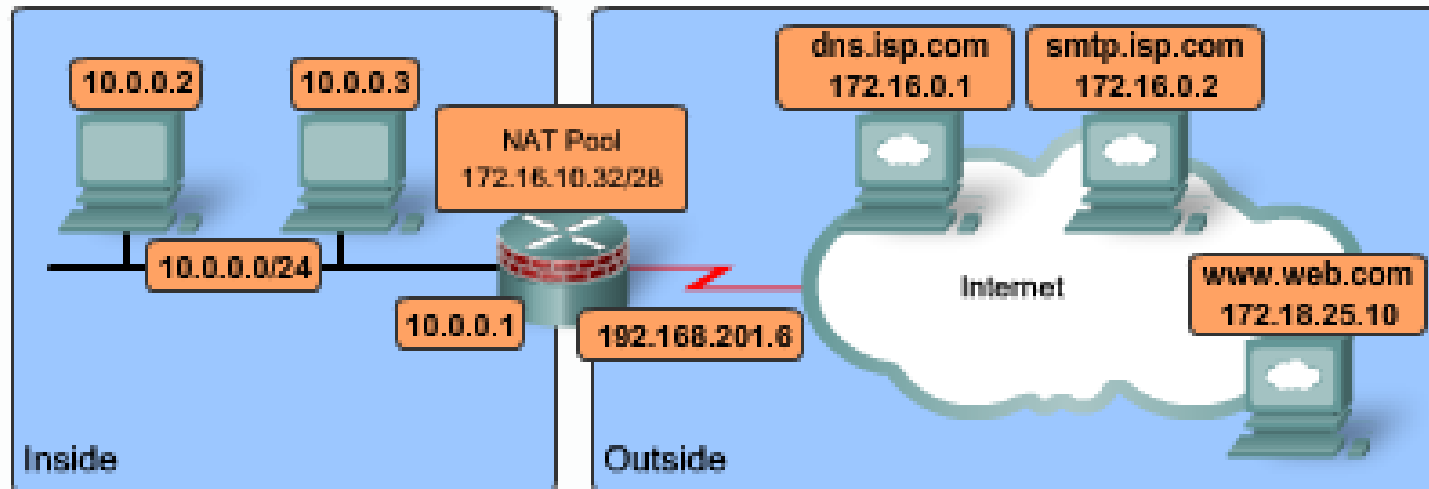 10.0.0.2
10.0.0.3
NAT Pool
172.16.10.32/28
10.0.0.0/24
10.0.0.1
192.168.201.6
Inside
dns.isp.com
172.16.0.1
smtp.isp.com
172.16.0.2
Internet
www.web.com
172.18.25.10
Outside